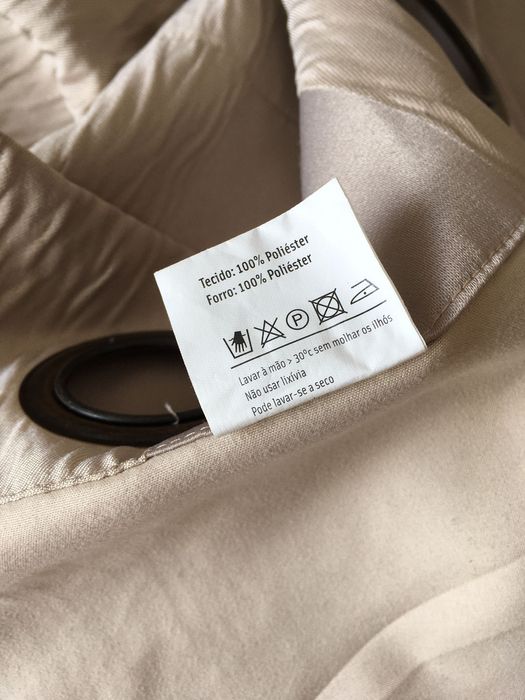 Tecido: 100% Poliéster
Forro: 100% Poliéster
P
Lavar à mão > 30°c sem molhar os ilhós
Não usar lixívia
Pode lavar-se a seco